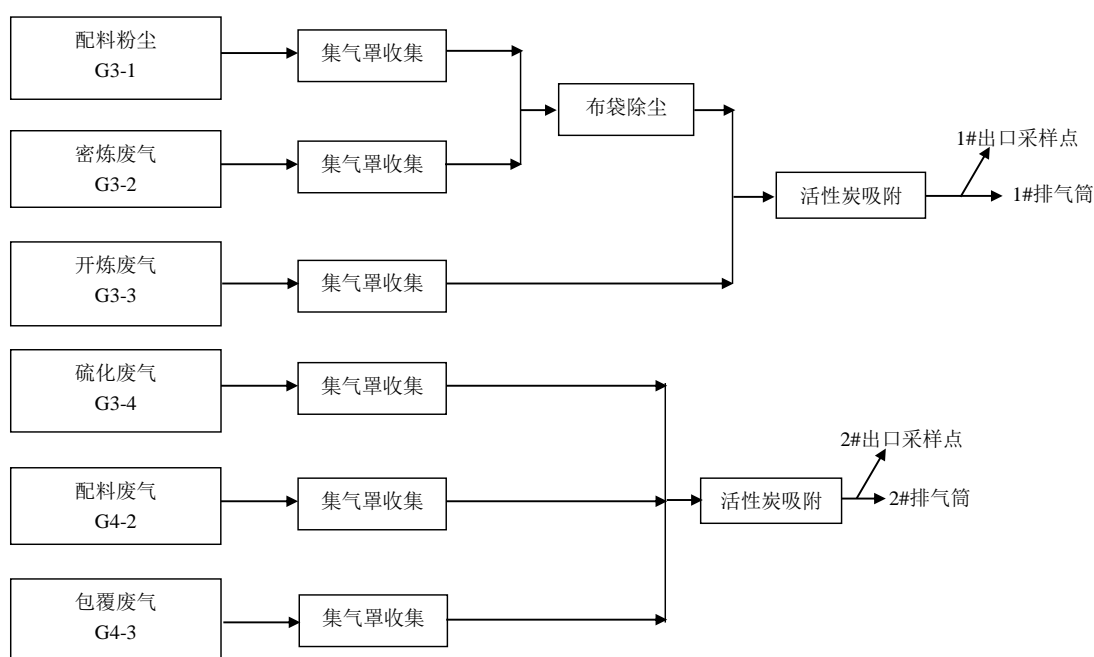 配料粉尘
G3-1
集气罩收集
布袋除尘
密炼废气
G3-2
集气罩收集
1#出口采样点
活性炭吸附
1#排气筒
开炼废气
G3-3
集气罩收集
硫化废气
G3-4
集气罩收集
2#出口采样点
配料废气
G4-2
集气罩收集
活性炭吸附
2#排气筒
包覆废气
G4-3
集气罩收集